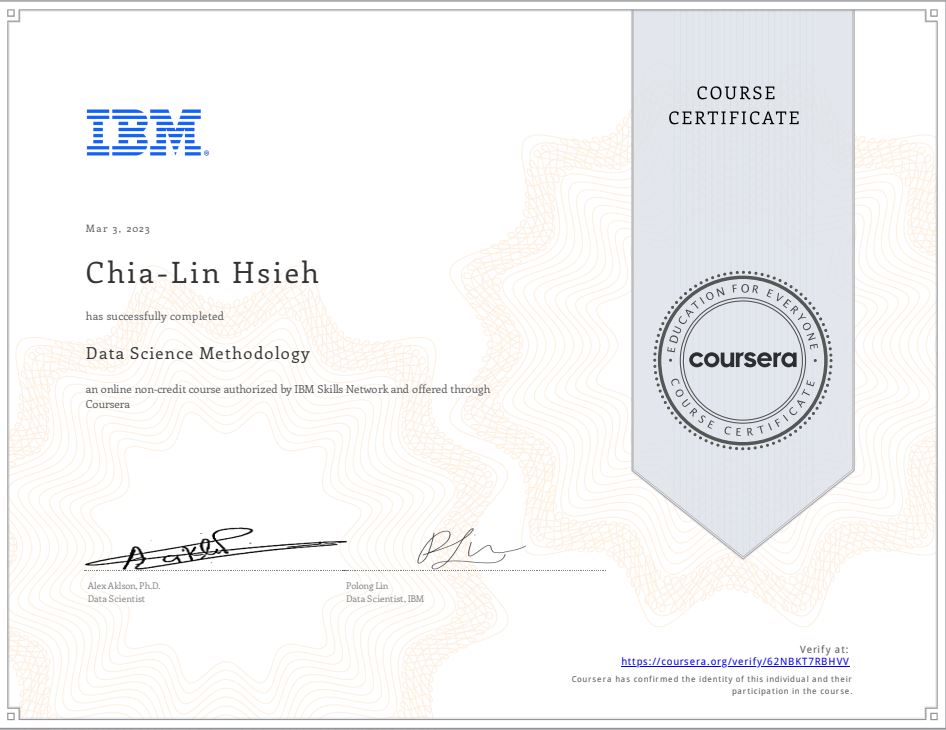 COURSE
CERTIFICATE
IBM®
Mar 3, 2023
Chia-Lin Hsieh
has successfully completed
Data Science Methodology
an online non-credit course authorized by IBM Skills Network and offered through
Coursera
EDUCATION FOR EVERYONE
coursera
COURSE CERTIFICATE
Alex Aklson, Ph.D.
Data Scientist
Polong Lin
Data Scientist, IBM
Verify at:
https://coursera.org/verify/62NBKT7RBHVV
Coursera has confirmed the identity of this individual and their
participation in the course.